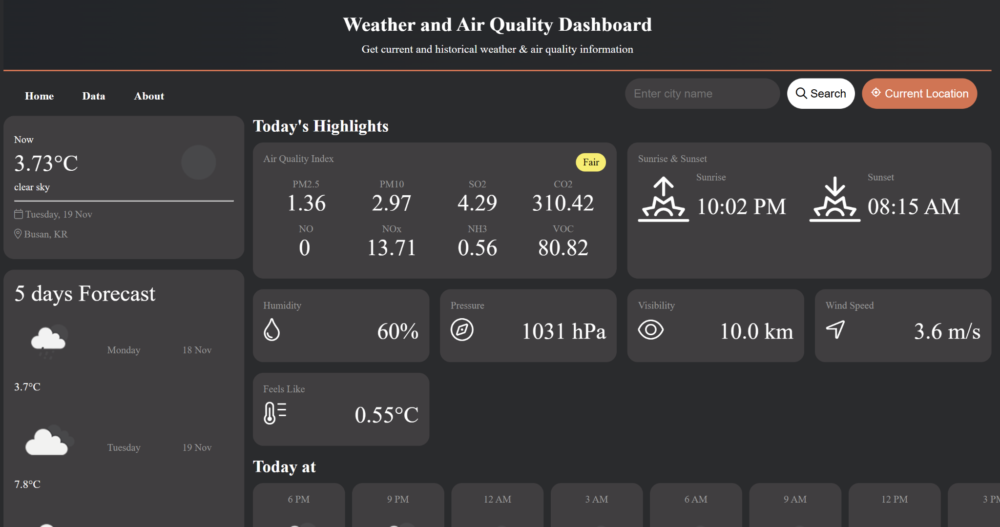 Weather and Air Quality Dashboard
Get current and historical weather & air quality information
Home Data About
Enter city name Search Current Location
Now
3.73°C
clear sky
Tuesday, 19 Nov
Busan, KR
5 days Forecast
Monday 18 Nov
3.7°C
Tuesday 19 Nov
7.8°C
Today's Highlights
Air Quality Index Fair
PM2.5 PM10 SO2 CO2
1.36 2.97 4.29 310.42
NO NOx NH3 VOC
0 13.71 0.56 80.82
Sunrise & Sunset
Sunrise Sunset
10:02 PM 08:15 AM
Humidity
60%
Pressure
1031 hPa
Visibility
10.0 km
Wind Speed
3.6 m/s
Feels Like
0.55°C
Today at
6 PM 9 PM 12 AM 3 AM 6 AM 9 AM 12 PM 3 PM